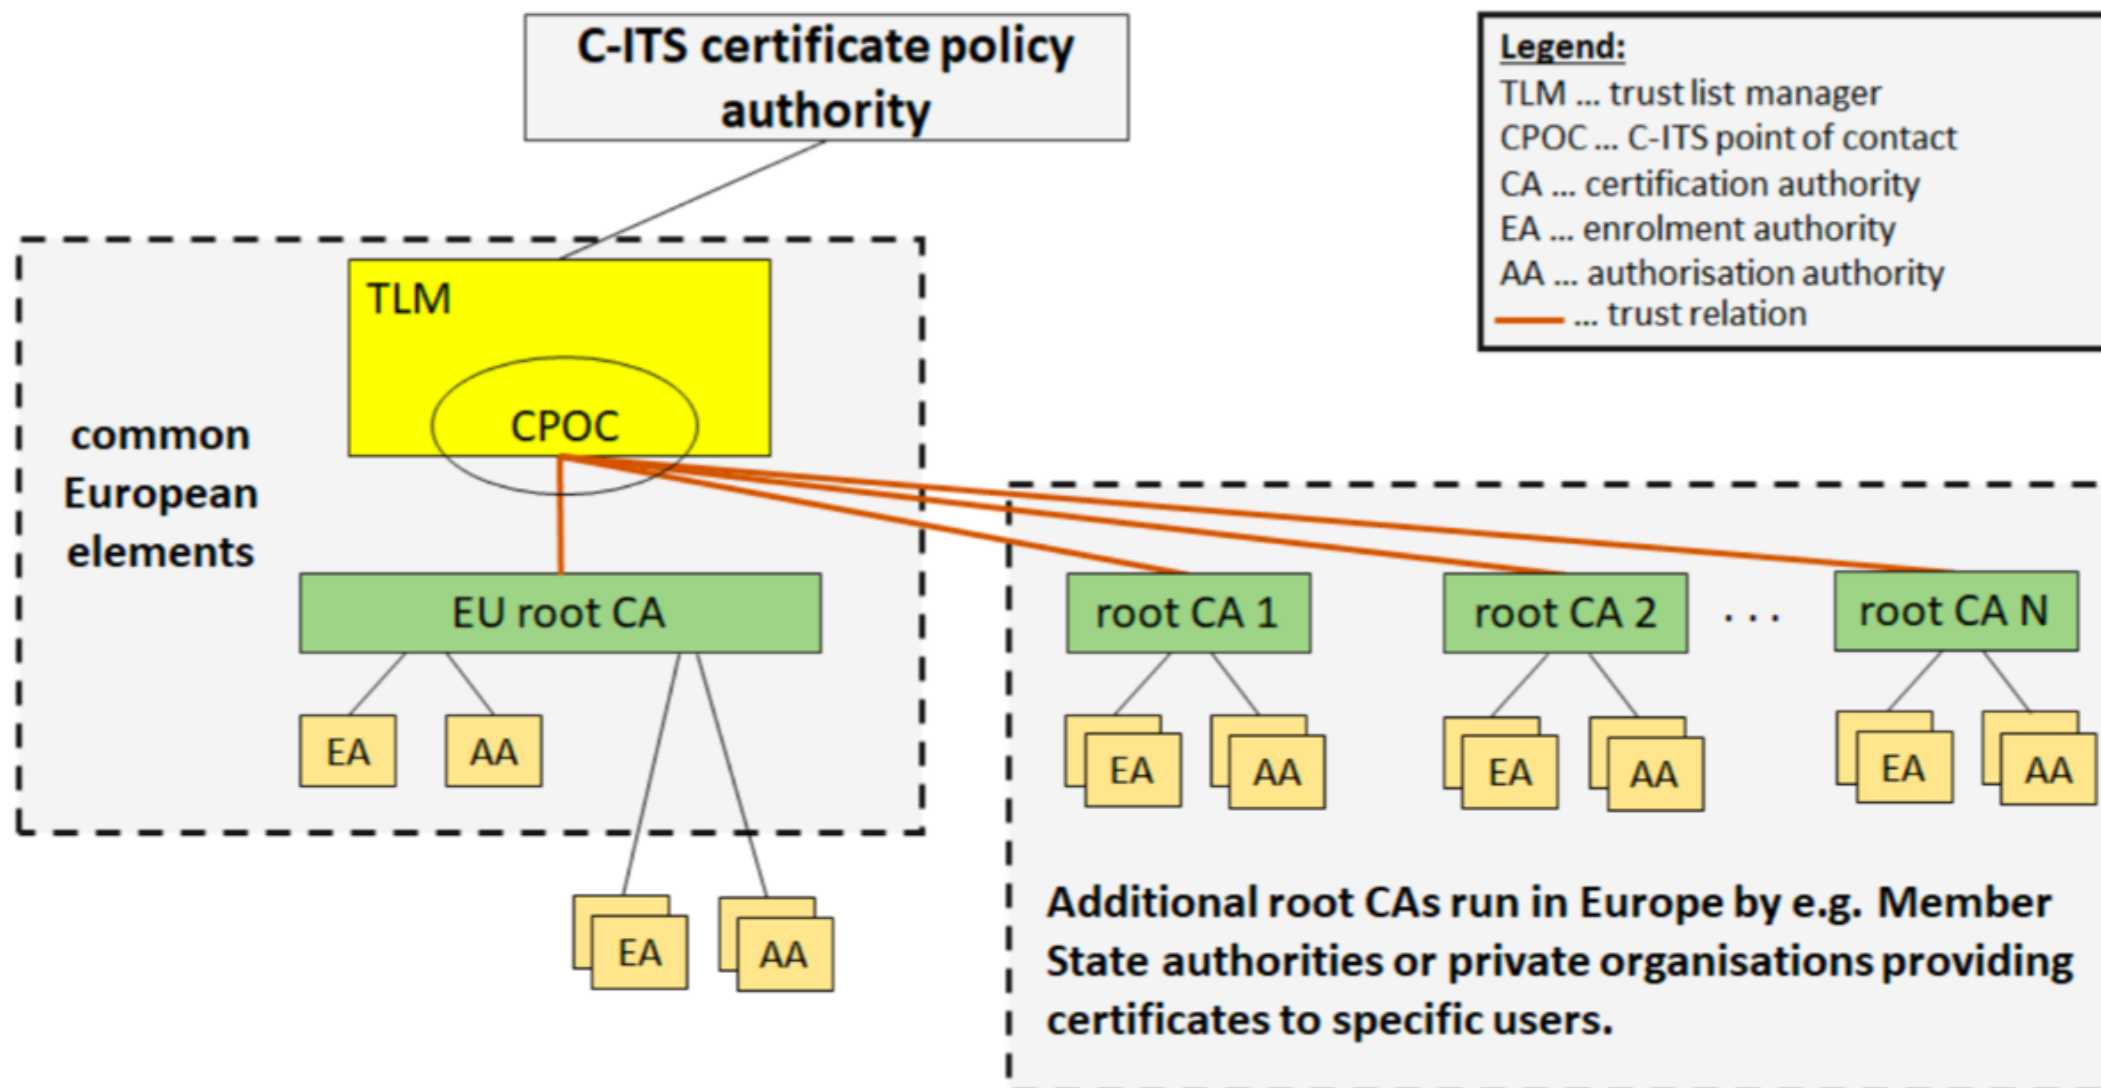 C-ITS certificate policy
authority
Legend:
TLM ... trust list manager
CPOC ... C-ITS point of contact
CA ... certification authority
EA ... enrolment authority
AA ... authorisation authority
... trust relation
TLM
CPOC
common
European
elements
EU root CA
root CA 1
root CA 2
. . .
root CA N
EA
AA
EA
AA
EA
AA
EA
AA
EA
AA
Additional root CAs run in Europe by e.g. Member
State authorities or private organisations providing
certificates to specific users.